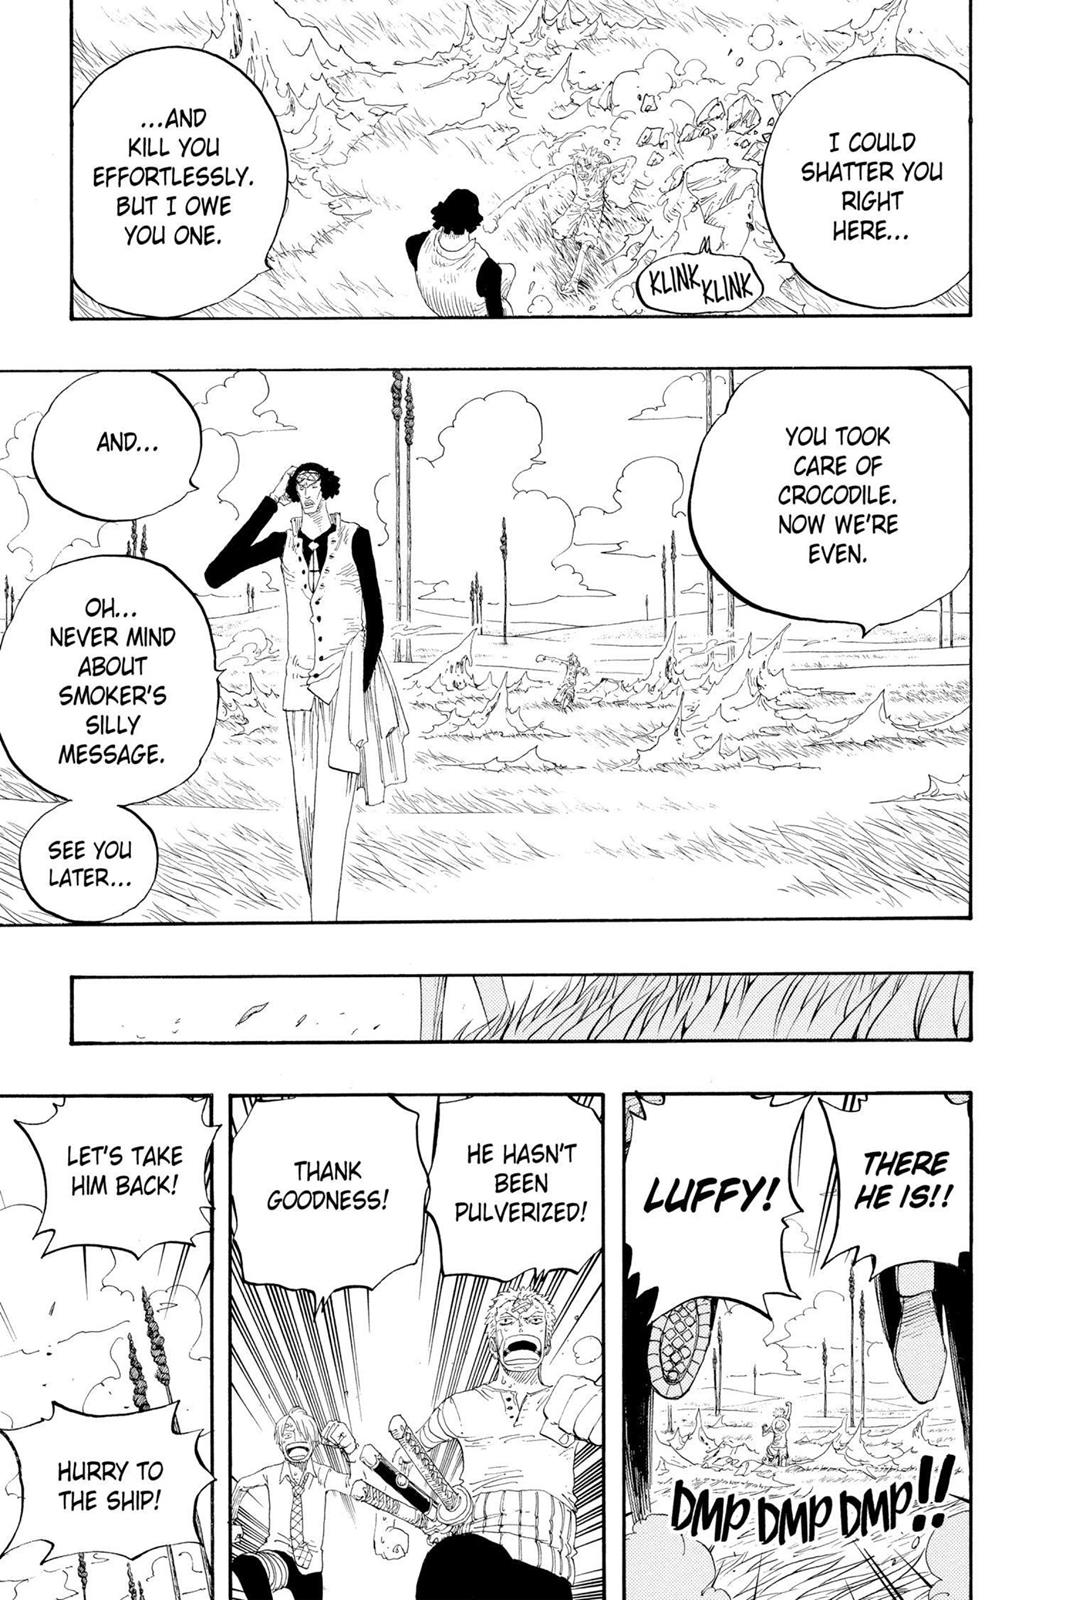 I COULD
SHATTER YOU
RIGHT
HERE...
...AND
KILL YOU
EFFORTLESSLY.
BUT I OWE
YOU ONE.
KLINK
KLINK
YOU TOOK
CARE OF
CROCODILE.
NOW WE'RE
EVEN.
AND...
OH...
NEVER MIND
ABOUT
SMOKER'S
SILLY
MESSAGE.
SEE YOU
LATER...
THERE
HE IS!!
LUFFY!
DMP DMP DMP!!
HE HASN'T
BEEN
PULVERIZED!
THANK
GOODNESS!
LET'S TAKE
HIM BACK!
HURRY TO
THE SHIP!